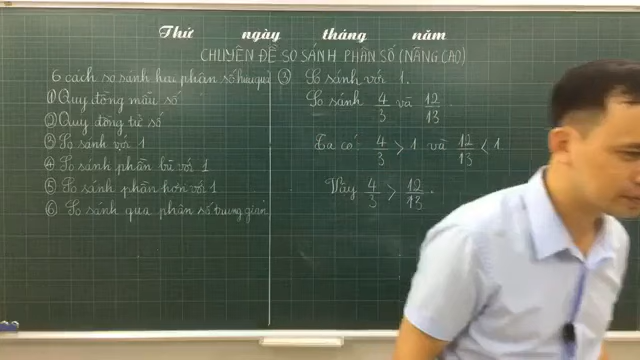 Thứ ngày tháng năm
CHUYÊN ĐỀ SO SÁNH PHÂN SỐ (NÂNG CAO)
6 cách so sánh hai phân số hiệu quả
① Quy đồng mẫu số
② Quy đồng tử số
③ So sánh với 1
④ So sánh phần bù với 1
⑤ So sánh phần hơn với 1
⑥ So sánh qua phân số trung gian
③ So sánh với 1.
So sánh 4/3 và 12/13
Ta có 4/3 > 1 và 12/13 < 1
Vậy 4/3 > 12/13.